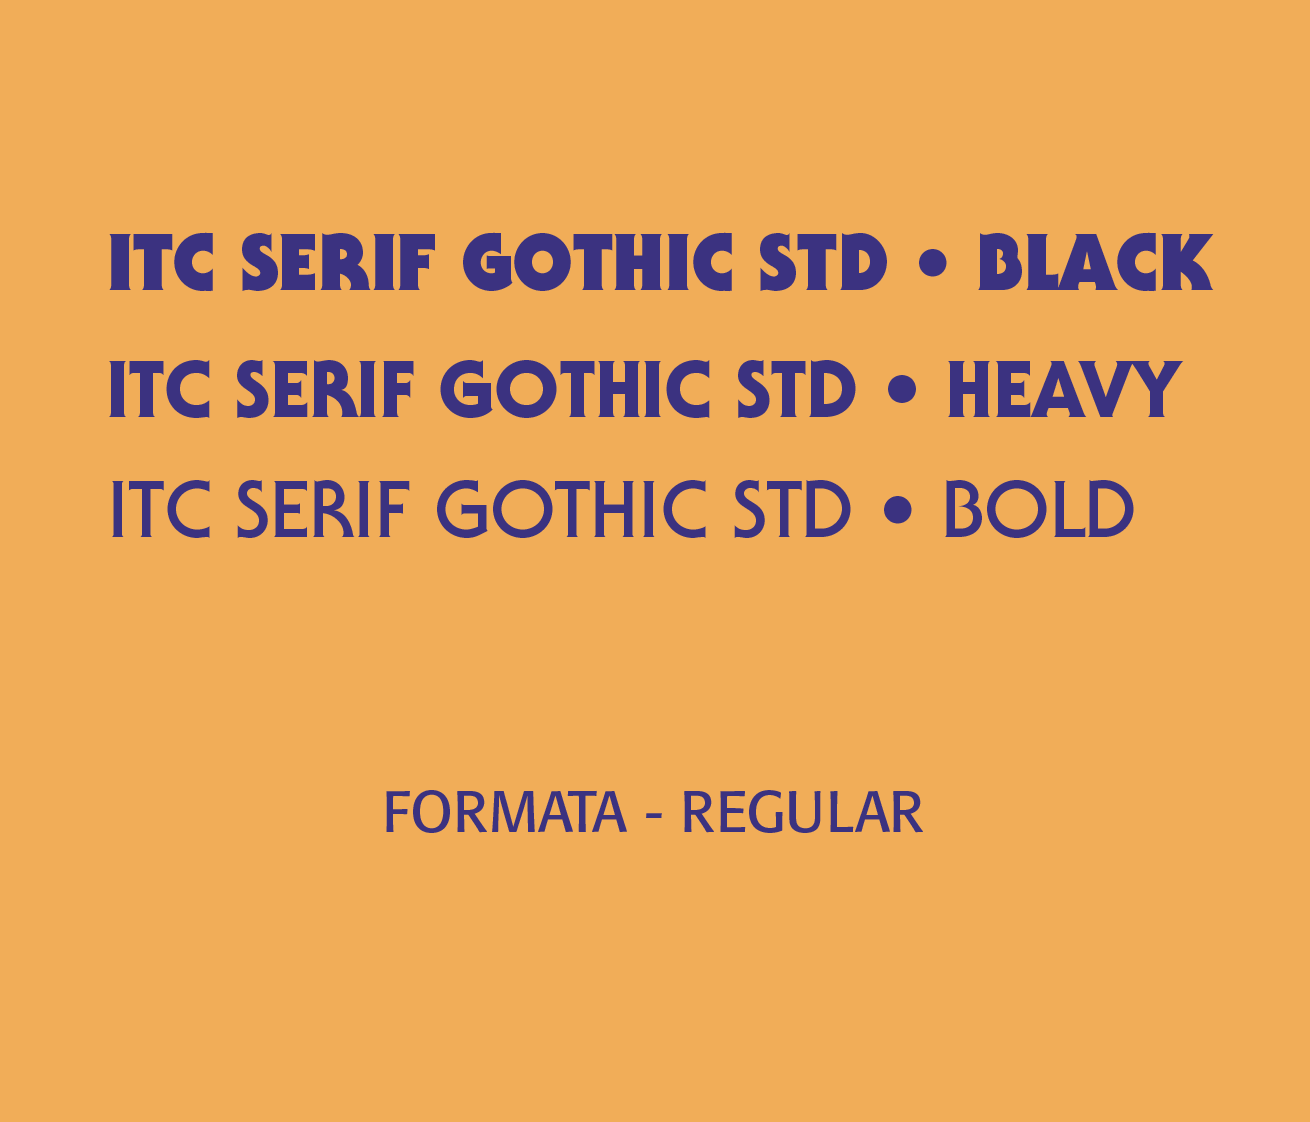 ITC SERIF GOTHIC STD • BLACK
ITC SERIF GOTHIC STD • HEAVY
ITC SERIF GOTHIC STD • BOLD
FORMATA - REGULAR